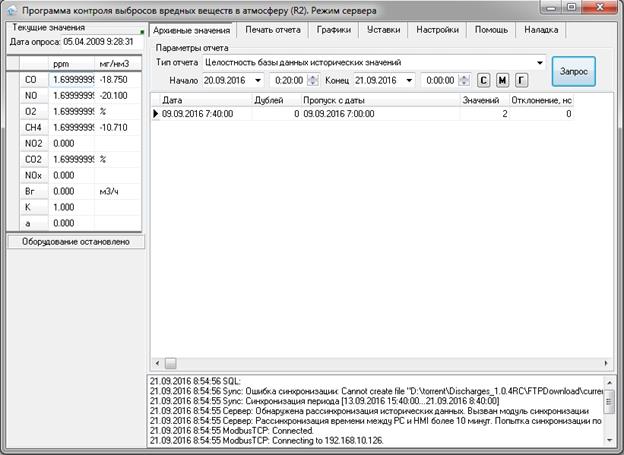 Программа контроля выбросов вредных веществ в атмосферу (R2). Режим сервера
Текущие значения
Дата опроса: 05.04.2009 9:28:31
ppm мг/нм3
CO 1.69999999 -18.750
NO 1.69999999 -20.100
O2 1.69999999 %
CH4 1.69999999 -10.710
NO2 0.000
CO2 1.69999999 %
NOx 0.000
Вг 0.000 м3/ч
K 1.000
a 0.000
Оборудование остановлено
Архивные значения Печать отчета Графики Уставки Настройки Помощь Наладка
Параметры отчета
Тип отчета Целостность базы данных исторических значений
Начало 20.09.2016 0:20:00 Конец 21.09.2016 0:00:00 С М Г
Запрос
Дата Дублей Пропуск с даты Значений Отклонение, нс
09.09.2016 7:40:00 0 09.09.2016 7:00:00 2 0
21.09.2016 8:54:56 SQL:
21.09.2016 8:54:56 Sync: Ошибка синхронизации: Cannot create file "D:\torrent\Discharges_1.0.4RC\FTPDownload\curren
21.09.2016 8:54:55 Sync: Синхронизация периода [13.09.2016 15:40:00...21.09.2016 8:40:00]
21.09.2016 8:54:55 Сервер: Обнаружена рассинхронизация исторических данных. Вызван модуль синхронизации
21.09.2016 8:54:55 Сервер: Рассинхронизация времени между PC и HMI более 10 минут. Попытка синхронизации по
21.09.2016 8:54:55 ModbusTCP: Connected.
21.09.2016 8:54:55 ModbusTCP: Connecting to 192.168.10.126.